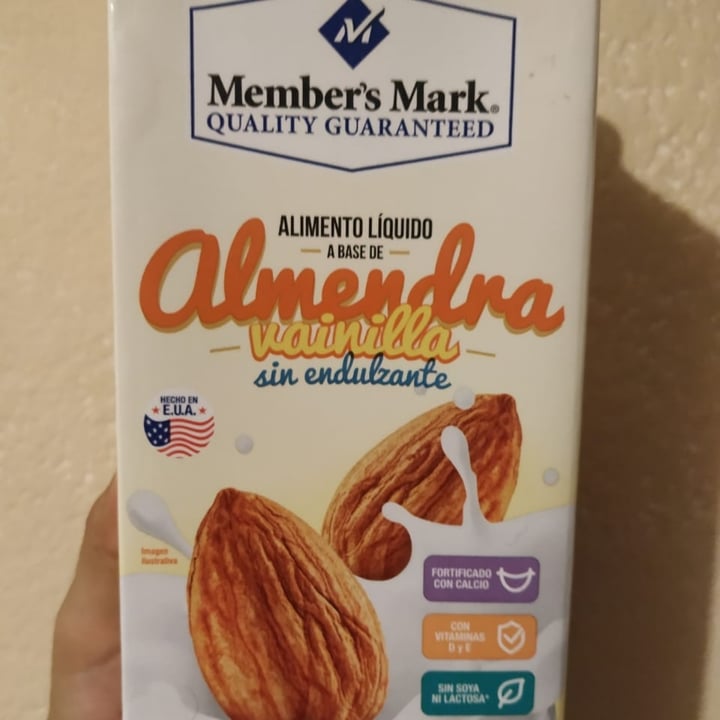 Member's Mark®
QUALITY GUARANTEED
ALIMENTO LÍQUIDO
A BASE DE
Almendra
vainilla
sin endulzante
HECHO EN
E.U.A.
Imagen
ilustrativa
FORTIFICADO
CON CALCIO
CON
VITAMINAS
D y E
SIN SOYA
NI LACTOSA*